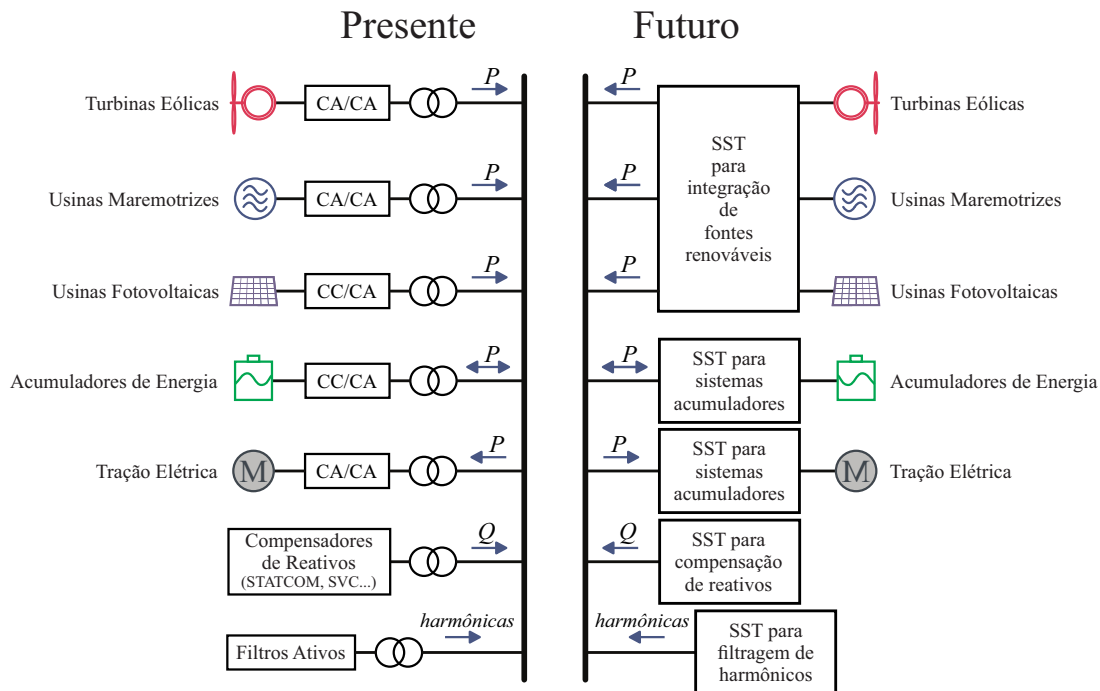 Presente
Futuro
P
P
Turbinas Eólicas
CA/CA
SST
para
integração
de
fontes
renováveis
Turbinas Eólicas
P
P
Usinas Maremotrizes
CA/CA
Usinas Maremotrizes
P
P
Usinas Fotovoltaicas
CC/CA
Usinas Fotovoltaicas
P
P
Acumuladores de Energia
CC/CA
SST para
sistemas
acumuladores
Acumuladores de Energia
P
P
Tração Elétrica
M
CA/CA
SST para
sistemas
acumuladores
M
Tração Elétrica
Compensadores
de Reativos
(STATCOM, SVC...)
Q
Q
SST para
compensação
de reativos
harmônicas
harmônicas
Filtros Ativos
SST para
filtragem de
harmônicos